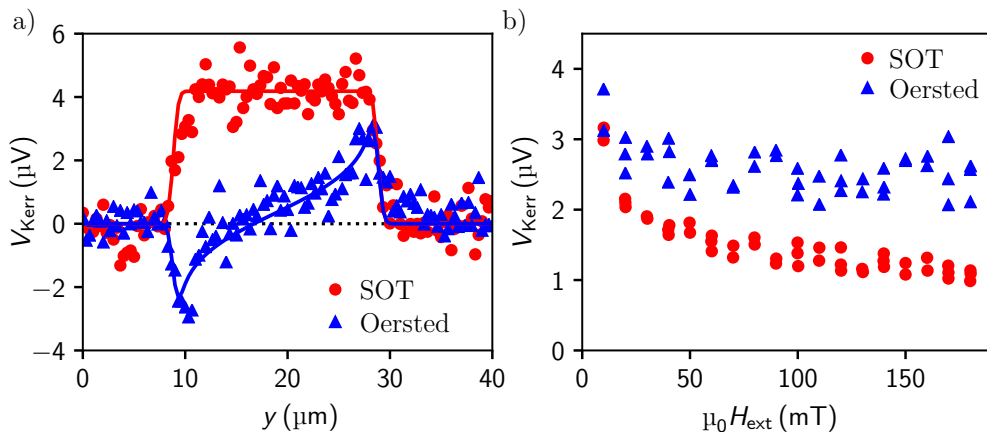 a)
6
4
2
0
−2
−4
V_Kerr (μV)
SOT
Oersted
0 10 20 30 40
y (μm)
b)
4
3
2
1
0
V_Kerr (μV)
SOT
Oersted
0 50 100 150
μ₀H_ext (mT)